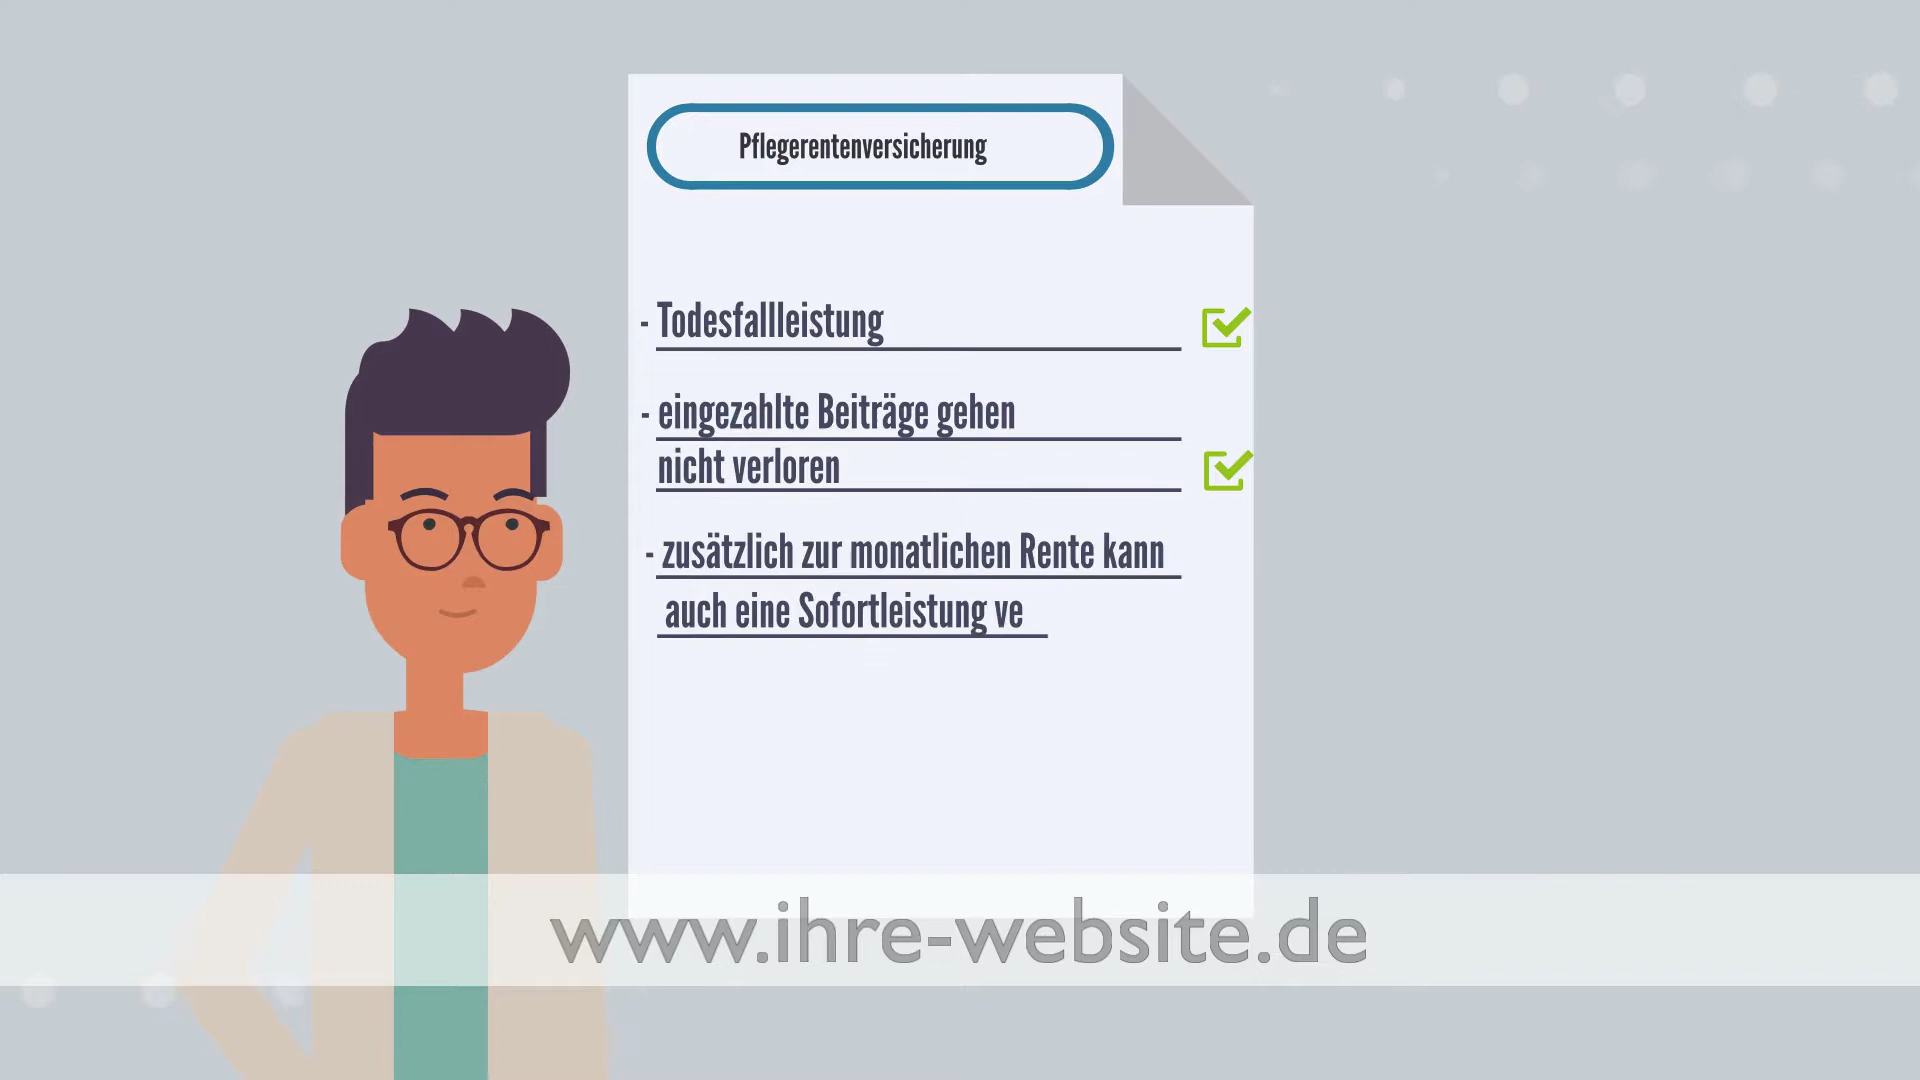 Pflegerentenversicherung
- Todesfallleistung
- eingezahlte Beiträge gehen
nicht verloren
- zusätzlich zur monatlichen Rente kann
auch eine Sofortleistung ve
www.ihre-website.de